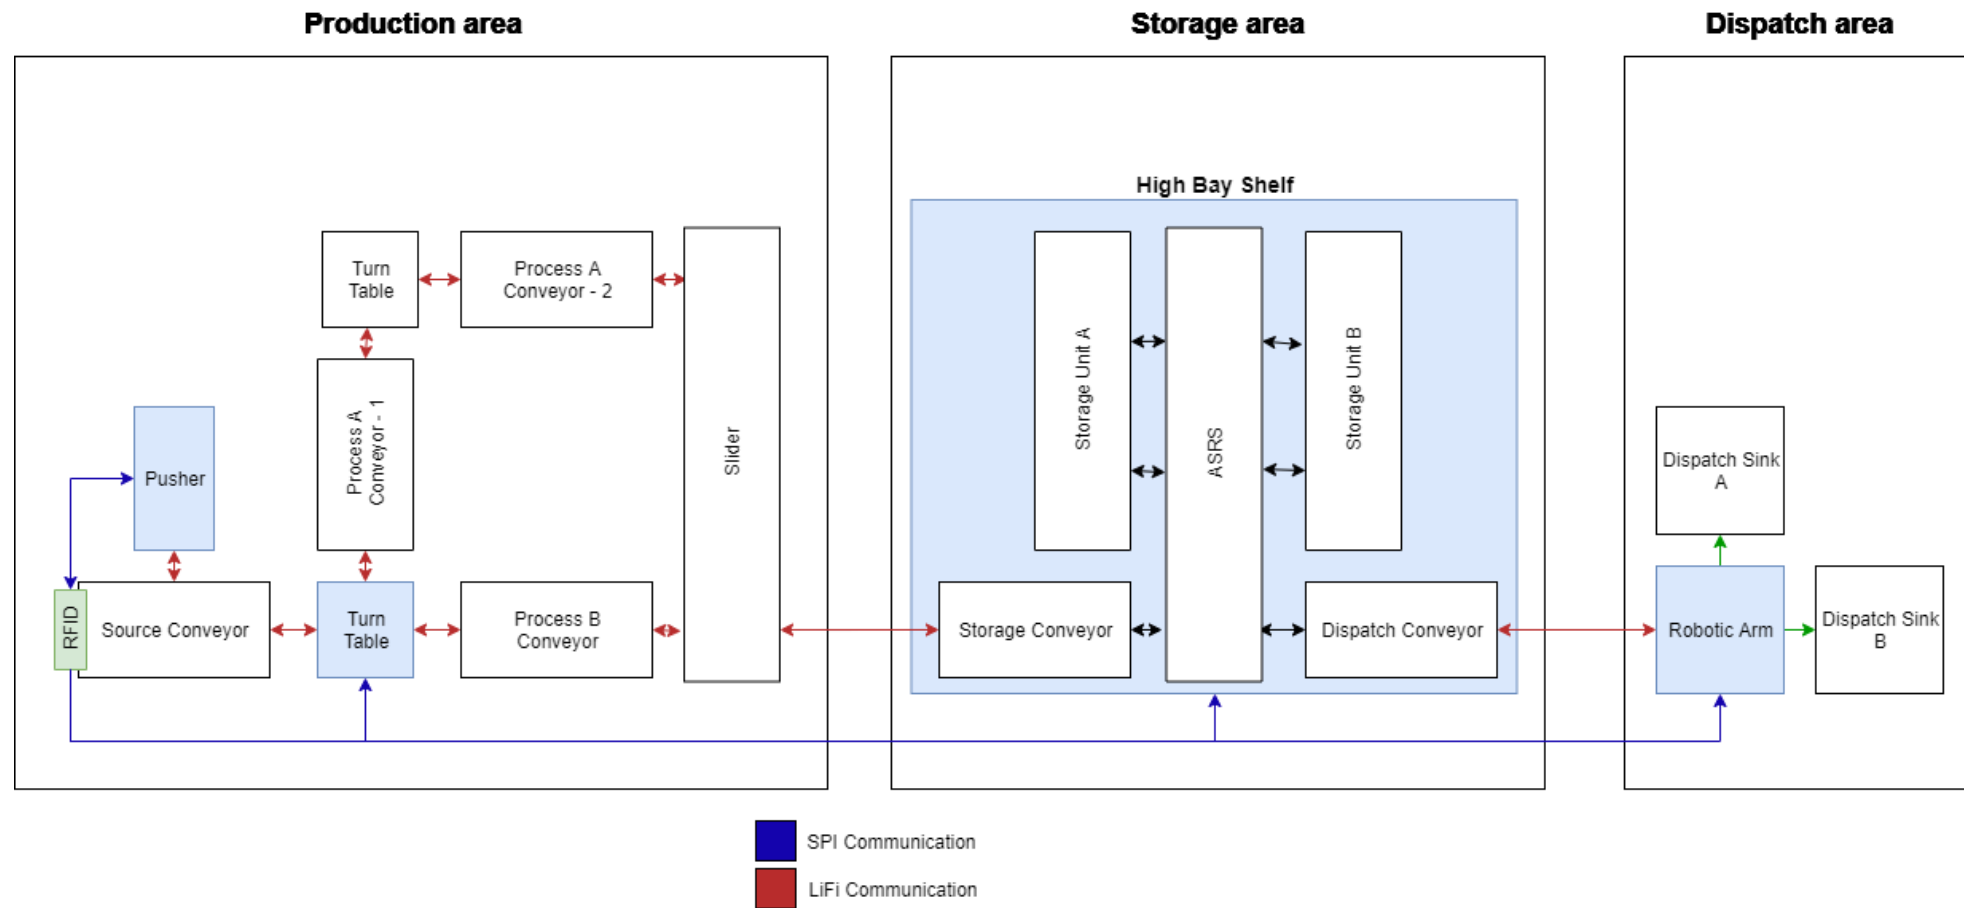 Production area
Storage area
Dispatch area
High Bay Shelf
Turn
Table
Process A
Conveyor - 2
Process A
Conveyor - 1
Slider
Pusher
RFID
Source Conveyor
Turn
Table
Process B
Conveyor
Storage Unit A
ASRS
Storage Unit B
Storage Conveyor
Dispatch Conveyor
Dispatch Sink
A
Robotic Arm
Dispatch Sink
B
SPI Communication
LiFi Communication